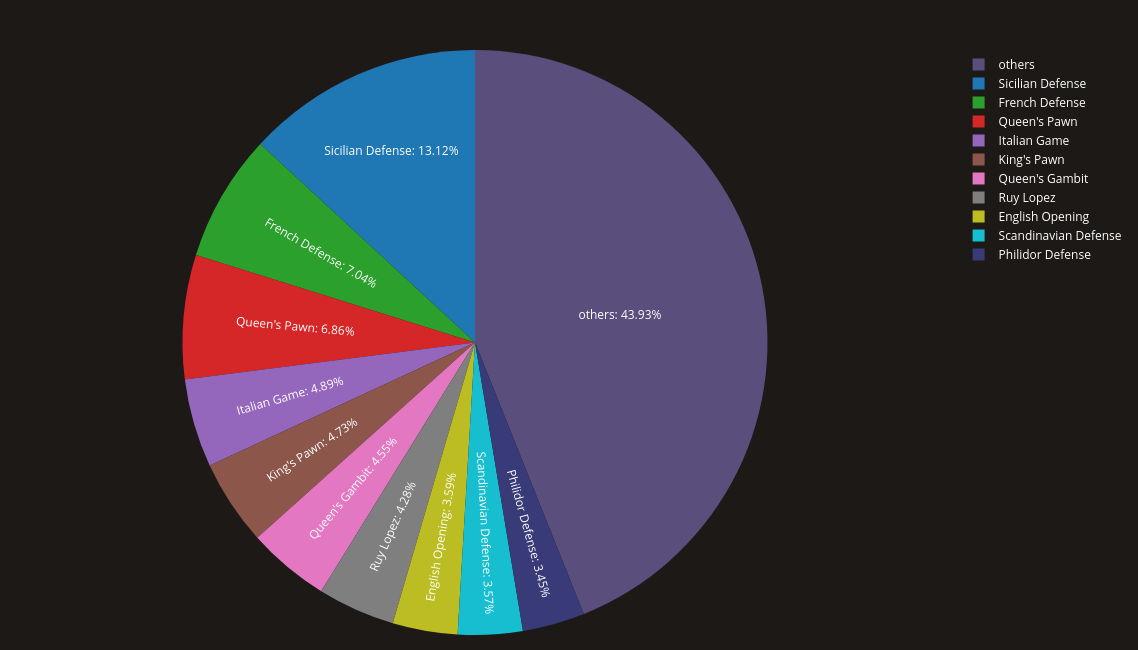 Sicilian Defense: 13.12%
French Defense: 7.04%
Queen's Pawn: 6.86%
Italian Game: 4.89%
King's Pawn: 4.73%
Queen's Gambit: 4.55%
Ruy Lopez: 4.28%
English Opening: 3.59%
Scandinavian Defense: 3.57%
Philidor Defense: 3.45%
others: 43.93%
others
Sicilian Defense
French Defense
Queen's Pawn
Italian Game
King's Pawn
Queen's Gambit
Ruy Lopez
English Opening
Scandinavian Defense
Philidor Defense